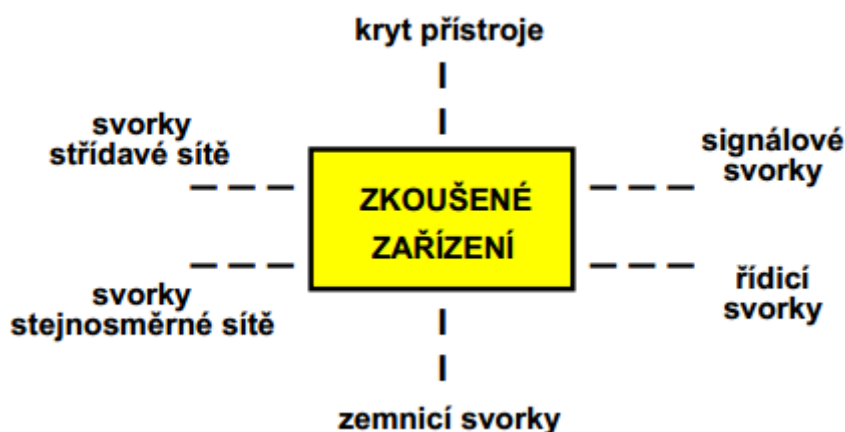 kryt přístroje
svorky
střídavé sítě
signálové
svorky
ZKOUŠENÉ
ZAŘÍZENÍ
svorky
stejnosměrné sítě
řídicí
svorky
zemnicí svorky